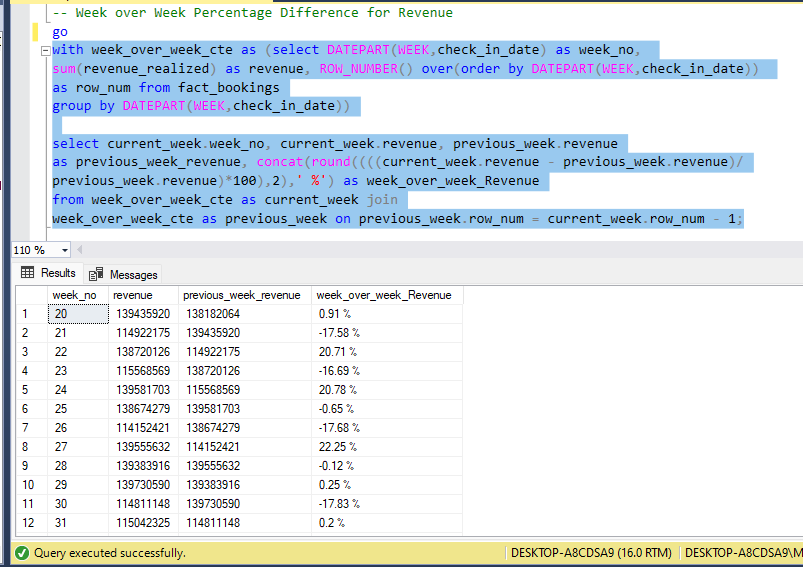 -- Week over Week Percentage Difference for Revenue
go
with week_over_week_cte as (select DATEPART(WEEK,check_in_date) as week_no,
sum(revenue_realized) as revenue, ROW_NUMBER() over(order by DATEPART(WEEK,check_in_date))
as row_num from fact_bookings
group by DATEPART(WEEK,check_in_date))
select current_week.week_no, current_week.revenue, previous_week.revenue
as previous_week_revenue, concat(round((((current_week.revenue - previous_week.revenue)/
previous_week.revenue)*100),2),' %') as week_over_week_Revenue
from week_over_week_cte as current_week join
week_over_week_cte as previous_week on previous_week.row_num = current_week.row_num - 1;
110 %
Results Messages
week_no revenue previous_week_revenue week_over_week_Revenue
1 20 139435920 138182064 0.91 %
2 21 114922175 139435920 -17.58 %
3 22 138720126 114922175 20.71 %
4 23 115568569 138720126 -16.69 %
5 24 139581703 115568569 20.78 %
6 25 138674279 139581703 -0.65 %
7 26 114152421 138674279 -17.68 %
8 27 139555632 114152421 22.25 %
9 28 139383916 139555632 -0.12 %
10 29 139730590 139383916 0.25 %
11 30 114811148 139730590 -17.83 %
12 31 115042325 114811148 0.2 %
Query executed successfully. DESKTOP-A8CDSA9 (16.0 RTM) DESKTOP-A8CDSA9\M